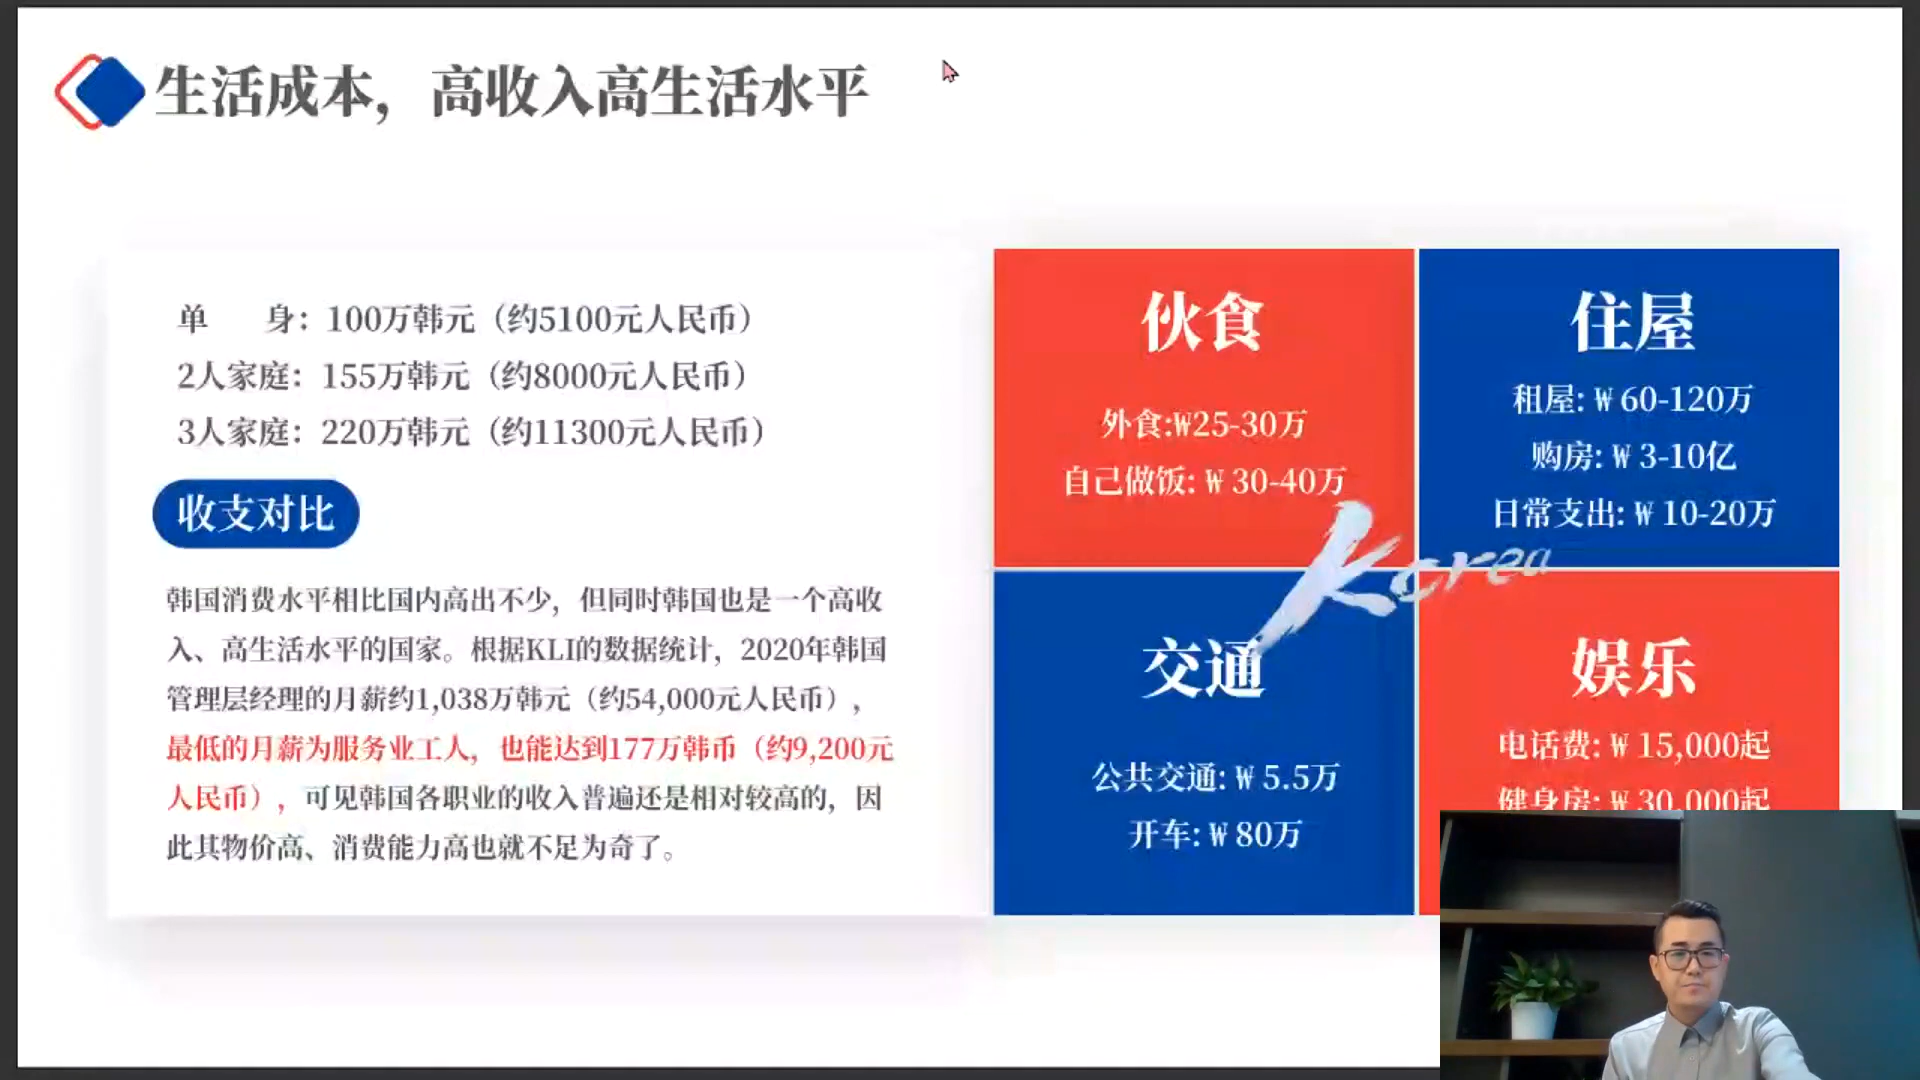 生活成本，高收入高生活水平
单 身：100万韩元（约5100元人民币）
2人家庭：155万韩元（约8000元人民币）
3人家庭：220万韩元（约11300元人民币）
收支对比
韩国消费水平相比国内高出不少，但同时韩国也是一个高收
入、高生活水平的国家。根据KLI的数据统计，2020年韩国
管理层经理的月薪约1,038万韩元（约54,000元人民币），
最低的月薪为服务业工人，也能达到177万韩币（约9,200元
人民币），可见韩国各职业的收入普遍还是相对较高的，因
此其物价高、消费能力高也就不足为奇了。
伙食
外食:₩25-30万
自己做饭: ₩ 30-40万
住屋
租屋: ₩ 60-120万
购房: ₩ 3-10亿
日常支出: ₩ 10-20万
Korea
交通
公共交通: ₩ 5.5万
开车: ₩ 80万
娱乐
电话费: ₩ 15,000起
健身房: ₩ 30,000起